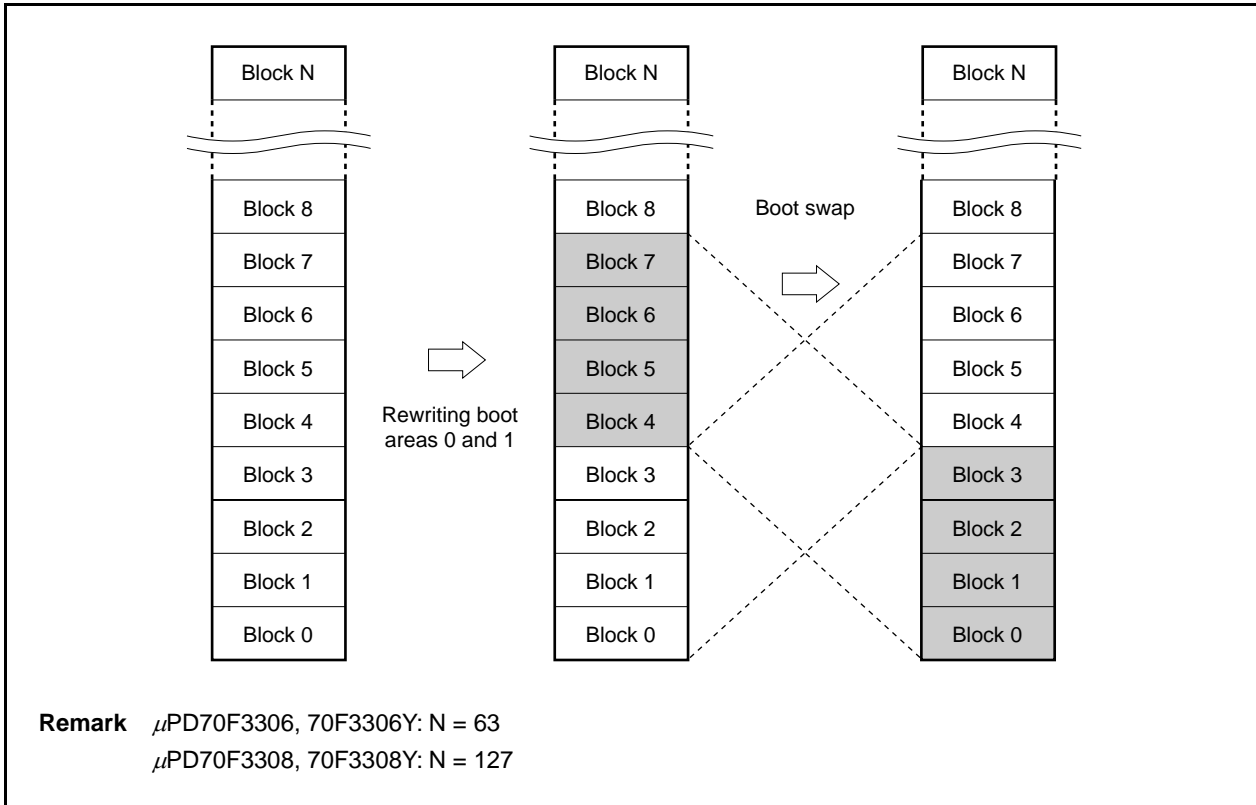 Block N
Block 8
Block 7
Block 6
Block 5
Block 4
Block 3
Block 2
Block 1
Block 0
Rewriting boot
areas 0 and 1
Block N
Block 8
Block 7
Block 6
Block 5
Block 4
Block 3
Block 2
Block 1
Block 0
Boot swap
Block N
Block 8
Block 7
Block 6
Block 5
Block 4
Block 3
Block 2
Block 1
Block 0
Remark μPD70F3306, 70F3306Y: N = 63
μPD70F3308, 70F3308Y: N = 127